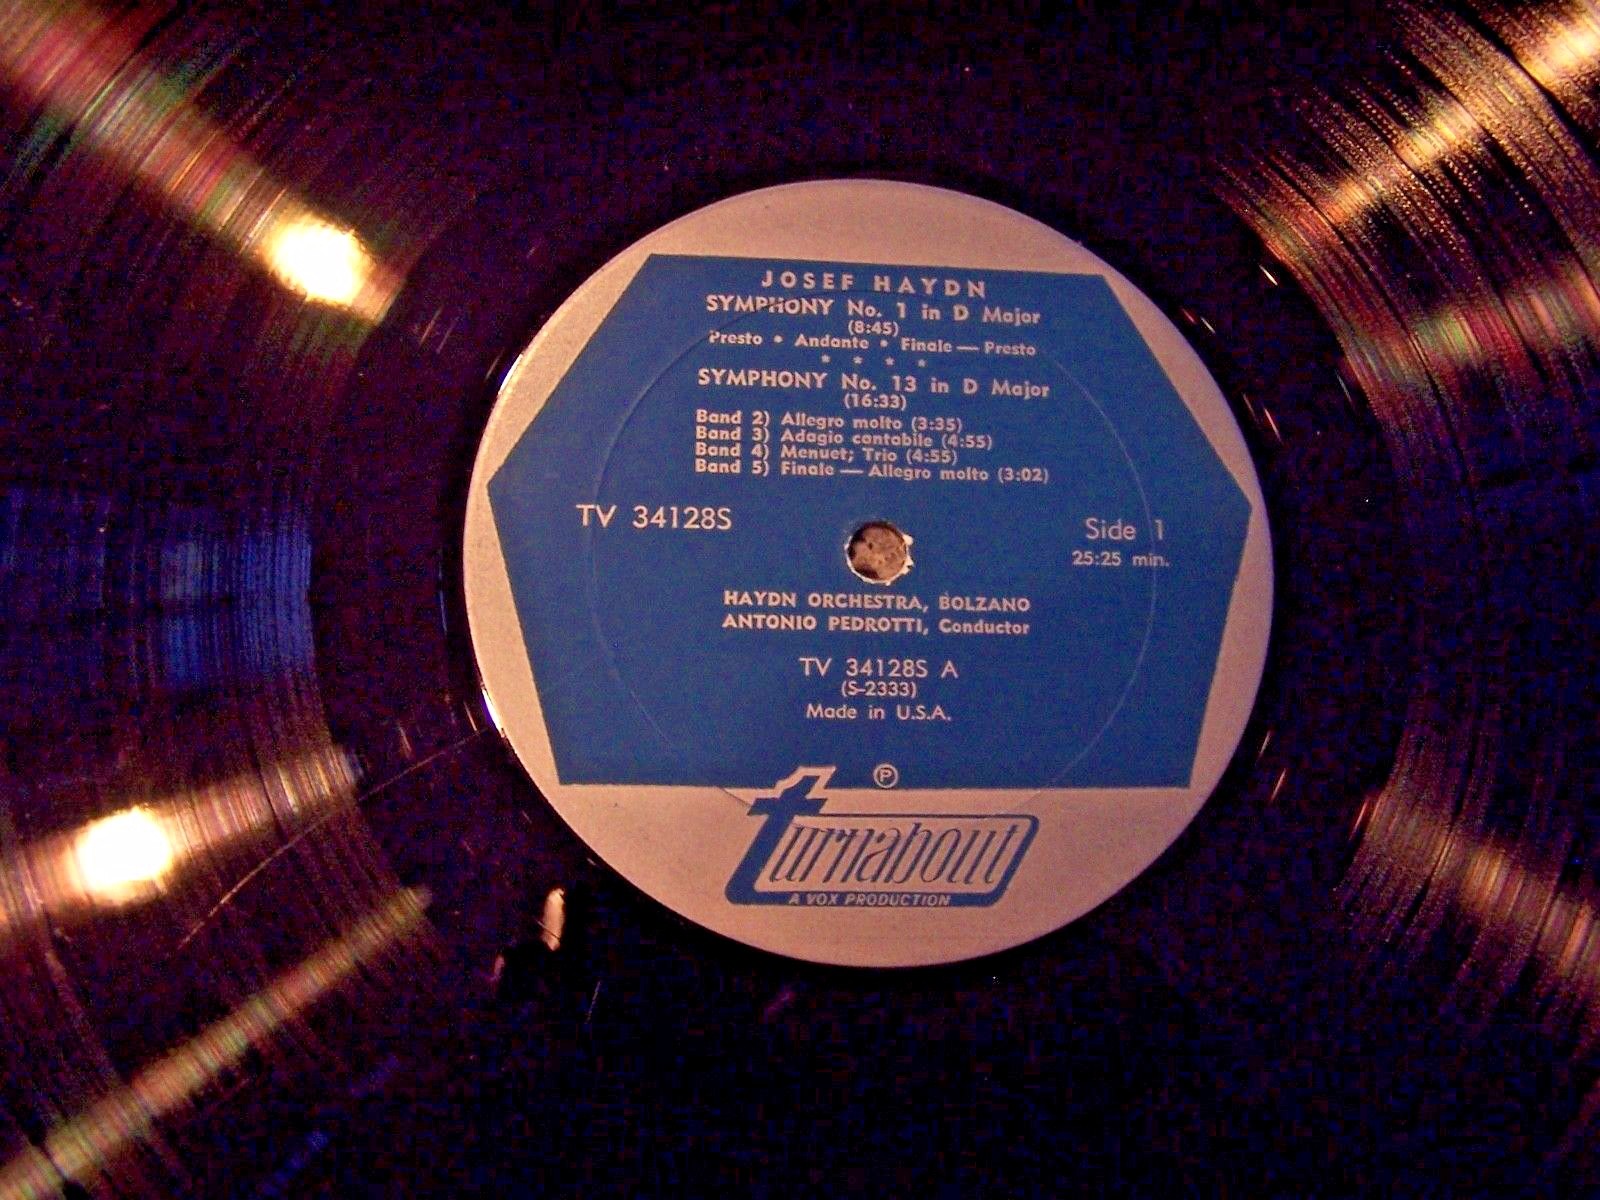 JOSEF HAYDN
SYMPHONY No. 1 in D Major
(8:45)
Presto • Andante • Finale — Presto
* * * *
SYMPHONY No. 13 in D Major
(16:33)
Band 2) Allegro molto (3:35)
Band 3) Adagio cantabile (4:55)
Band 4) Menuet; Trio (4:55)
Band 5) Finale — Allegro molto (3:02)
TV 34128S
Side 1
25:25 min.
HAYDN ORCHESTRA, BOLZANO
ANTONIO PEDROTTI, Conductor
TV 34128S A
(S-2333)
Made in U.S.A.
℗
turnabout
A VOX PRODUCTION